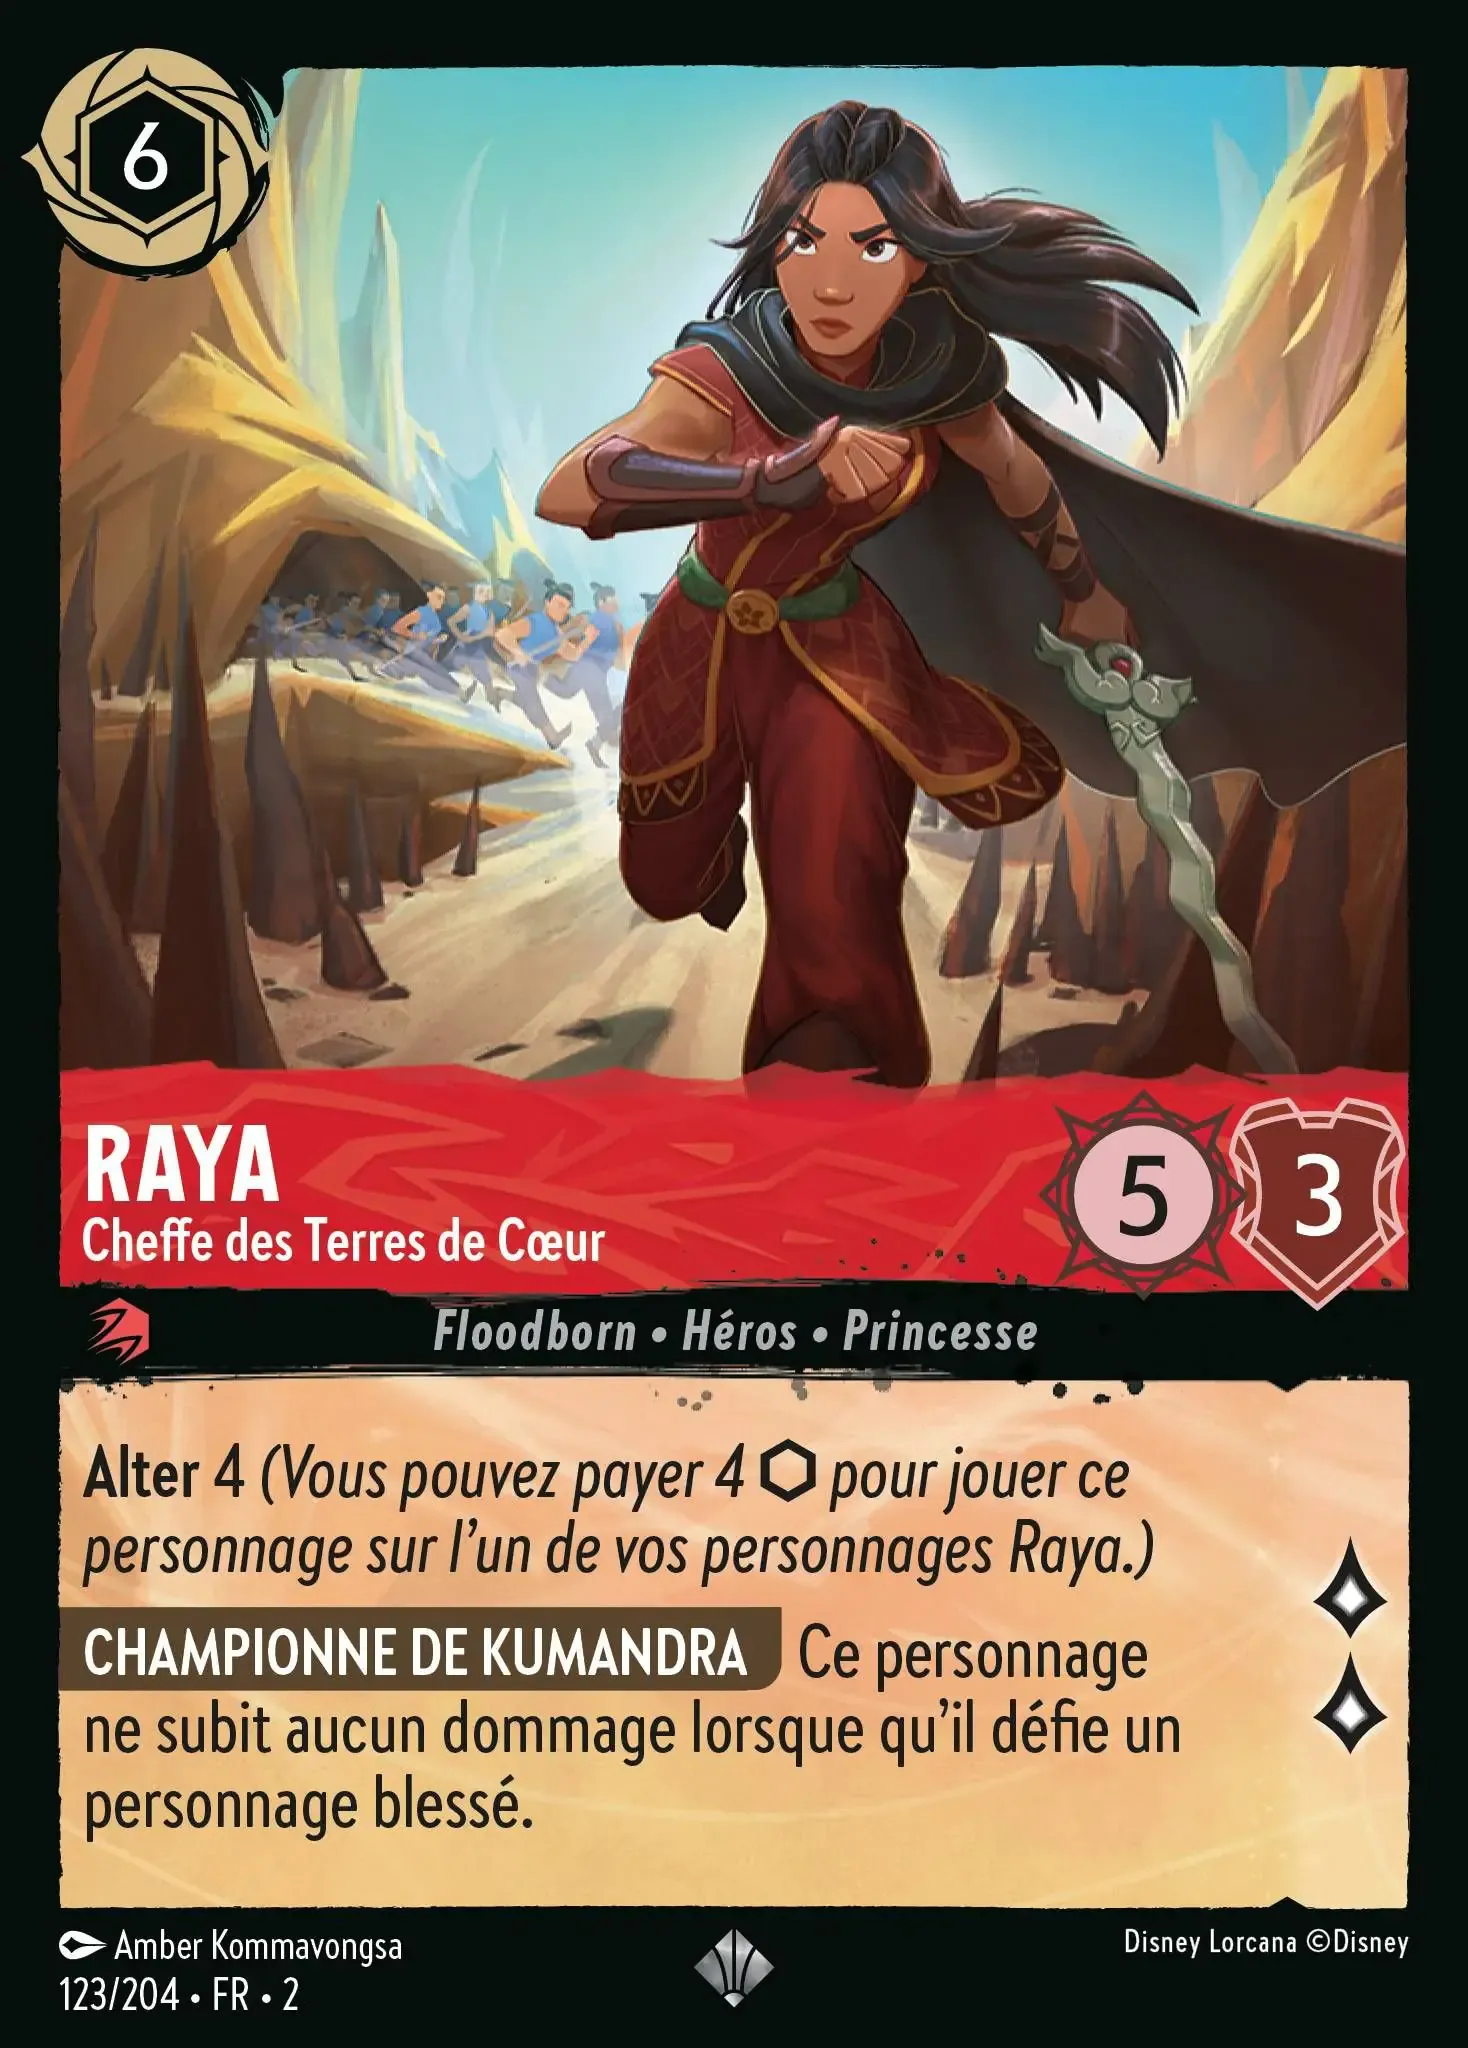 6
RAYA
Cheffe des Terres de Cœur
5
3
Floodborn • Héros • Princesse
Alter 4 (Vous pouvez payer 4 ⬡ pour jouer ce
personnage sur l'un de vos personnages Raya.)
CHAMPIONNE DE KUMANDRA Ce personnage
ne subit aucun dommage lorsque qu'il défie un
personnage blessé.
Amber Kommavongsa
Disney Lorcana ©Disney
123/204 • FR • 2